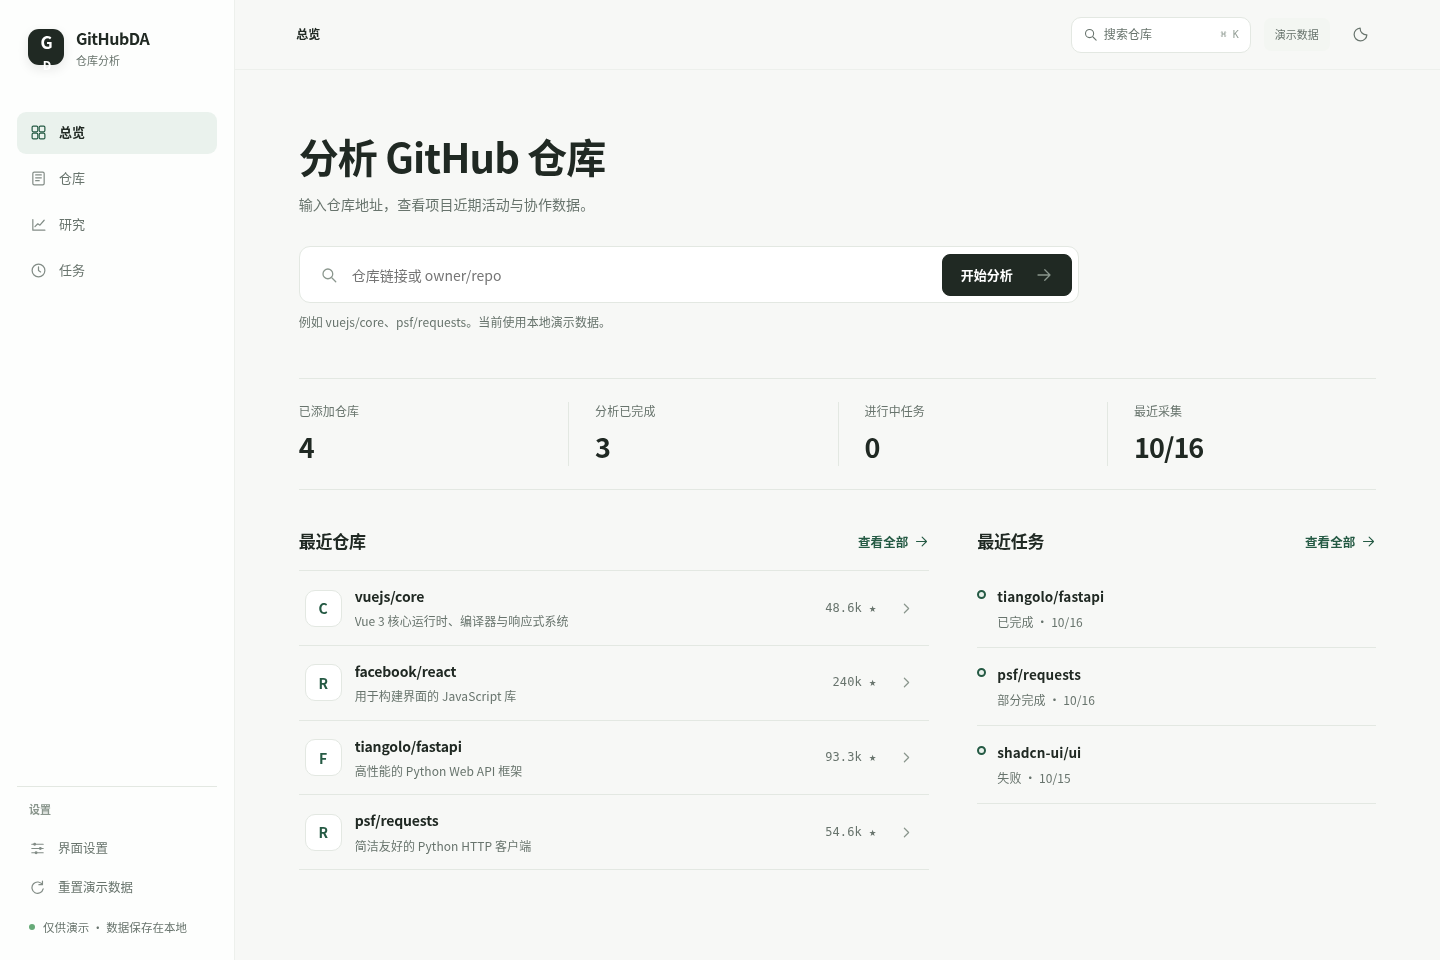 G
D
GitHubDA
仓库分析
总览
仓库
研究
任务
设置
界面设置
重置演示数据
仅供演示 · 数据保存在本地
总览
搜索仓库
⌘ K
演示数据
分析 GitHub 仓库
输入仓库地址，查看项目近期活动与协作数据。
仓库链接或 owner/repo
开始分析
例如 vuejs/core、psf/requests。当前使用本地演示数据。
已添加仓库
4
分析已完成
3
进行中任务
0
最近采集
10/16
最近仓库
查看全部 →
C
vuejs/core
Vue 3 核心运行时、编译器与响应式系统
48.6k ★
R
facebook/react
用于构建界面的 JavaScript 库
240k ★
F
tiangolo/fastapi
高性能的 Python Web API 框架
93.3k ★
R
psf/requests
简洁友好的 Python HTTP 客户端
54.6k ★
最近任务
查看全部 →
tiangolo/fastapi
已完成 · 10/16
psf/requests
部分完成 · 10/16
shadcn-ui/ui
失败 · 10/15